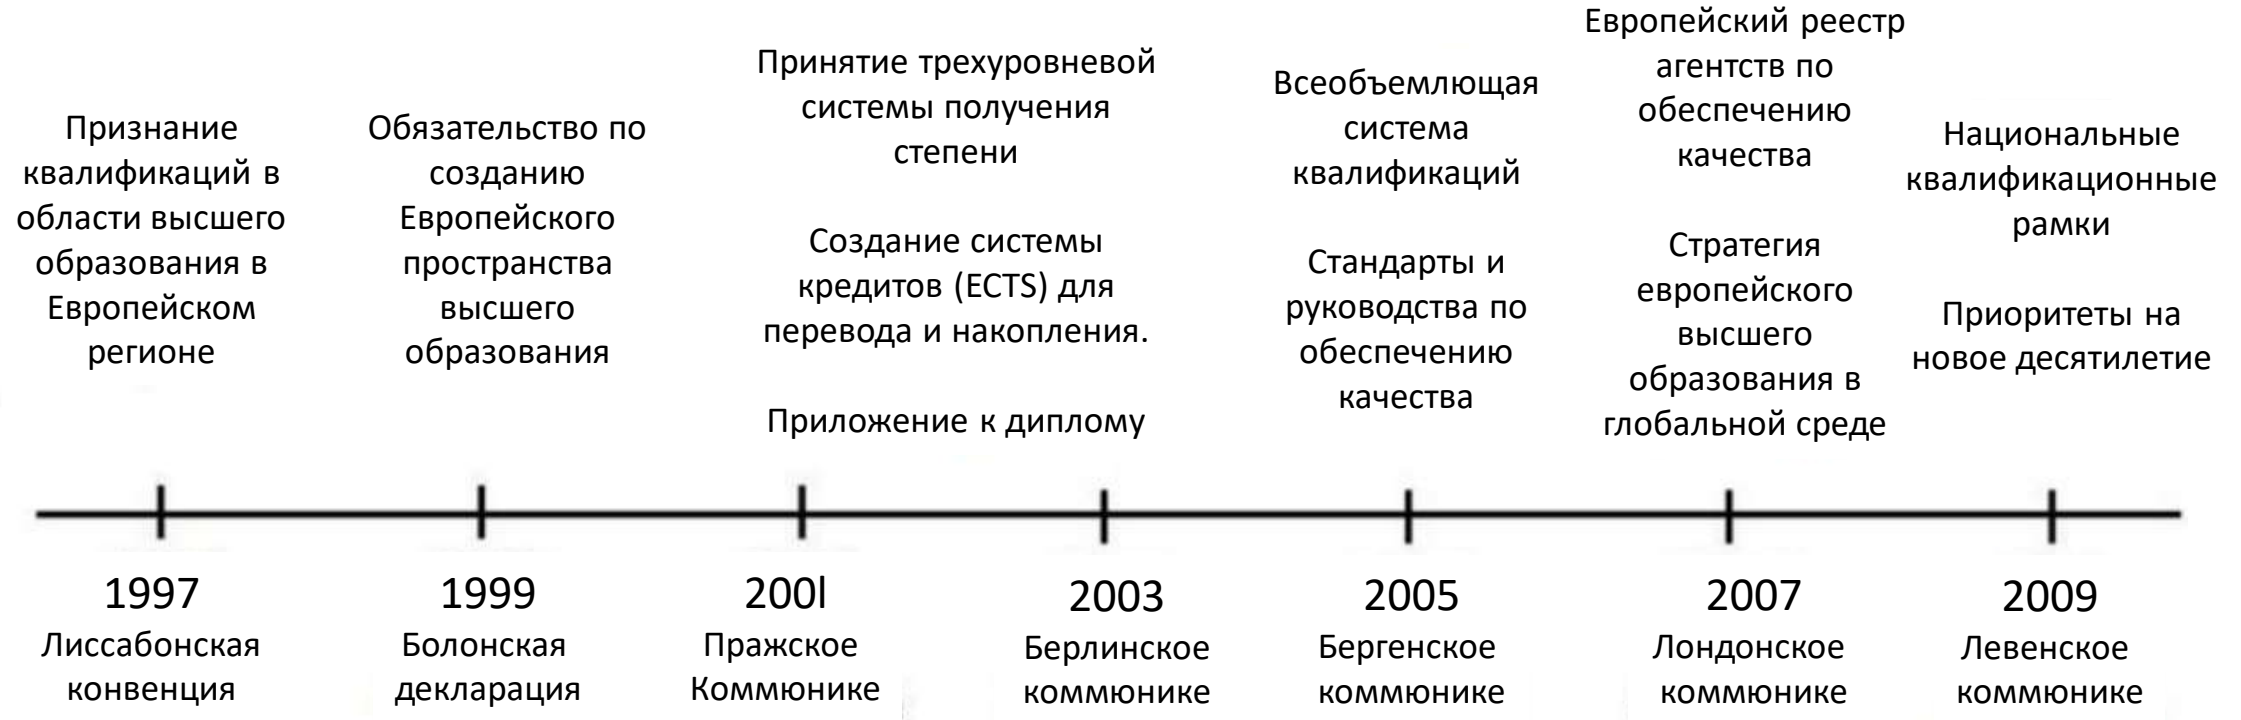 Признание
квалификаций в
области высшего
образования в
Европейском
регионе
Обязательство по
созданию
Европейского
пространства
высшего
образования
Принятие трехуровневой
системы получения
степени
Создание системы
кредитов (ECTS) для
перевода и накопления.
Приложение к диплому
Всеобъемлющая
система
квалификаций
Стандарты и
руководства по
обеспечению
качества
Европейский реестр
агентств по
обеспечению
качества
Стратегия
европейского
высшего
образования в
глобальной среде
Национальные
квалификационные
рамки
Приоритеты на
новое десятилетие
1997
Лиссабонская
конвенция
1999
Болонская
декларация
200l
Пражское
Коммюнике
2003
Берлинское
коммюнике
2005
Бергенское
коммюнике
2007
Лондонское
коммюнике
2009
Левенское
коммюнике